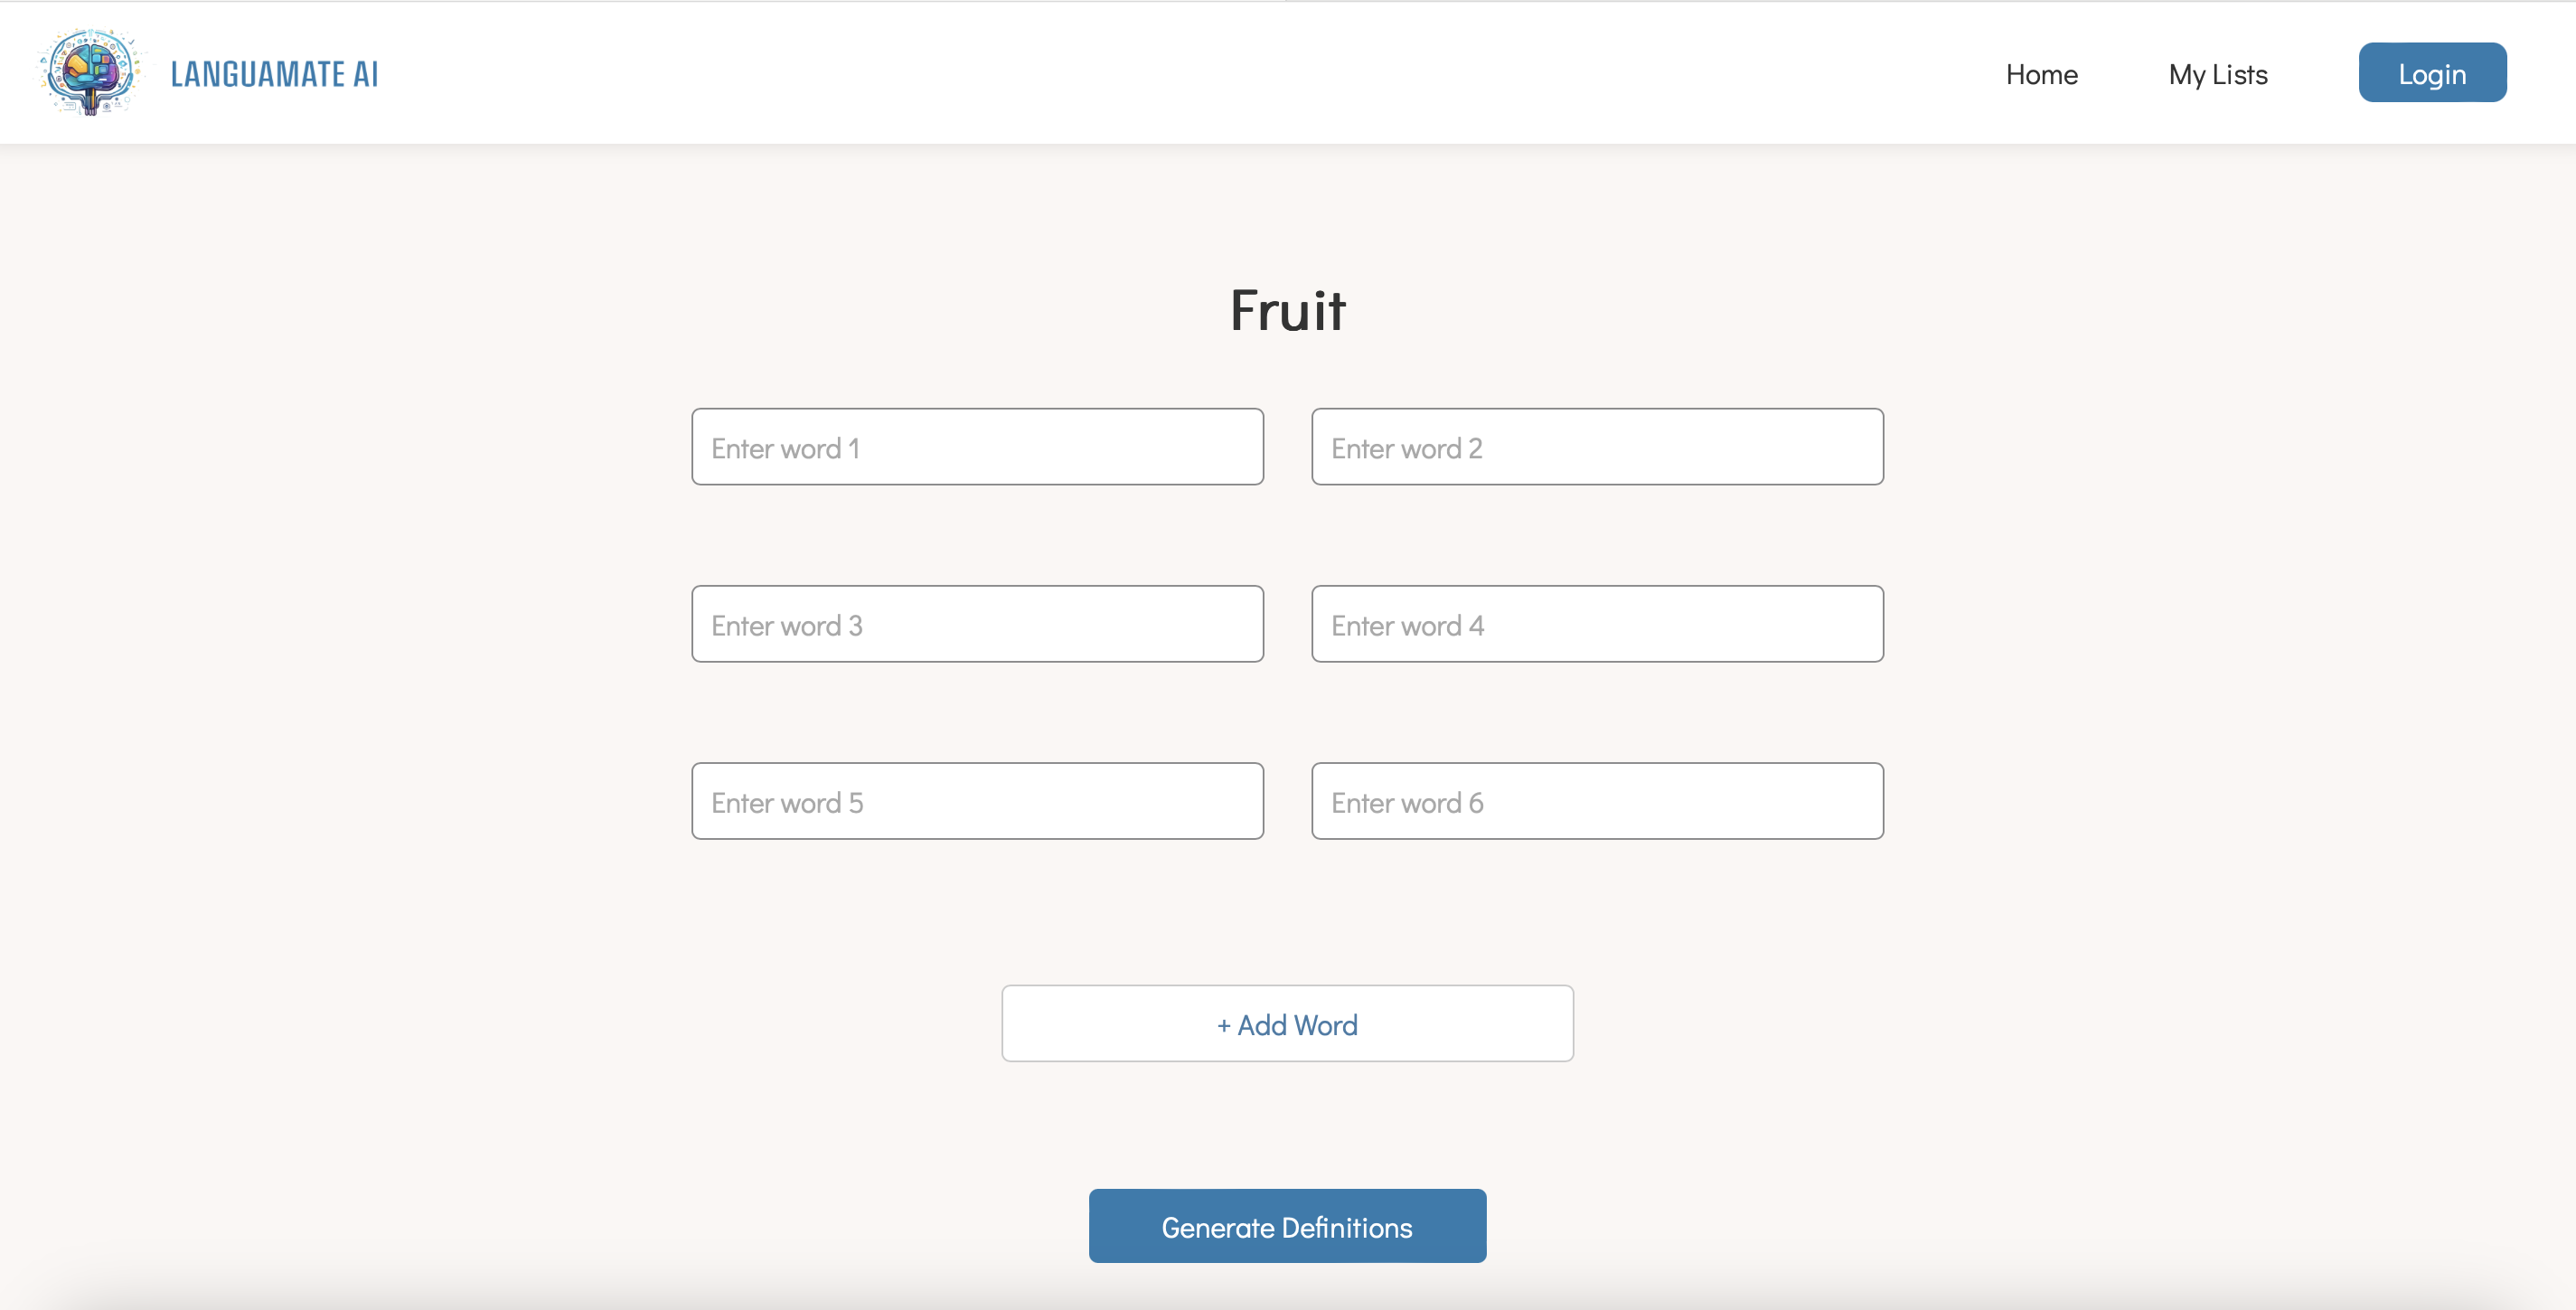 LANGUAMATE AI
Home
My Lists
Login
Fruit
Enter word 1
Enter word 2
Enter word 3
Enter word 4
Enter word 5
Enter word 6
+ Add Word
Generate Definitions